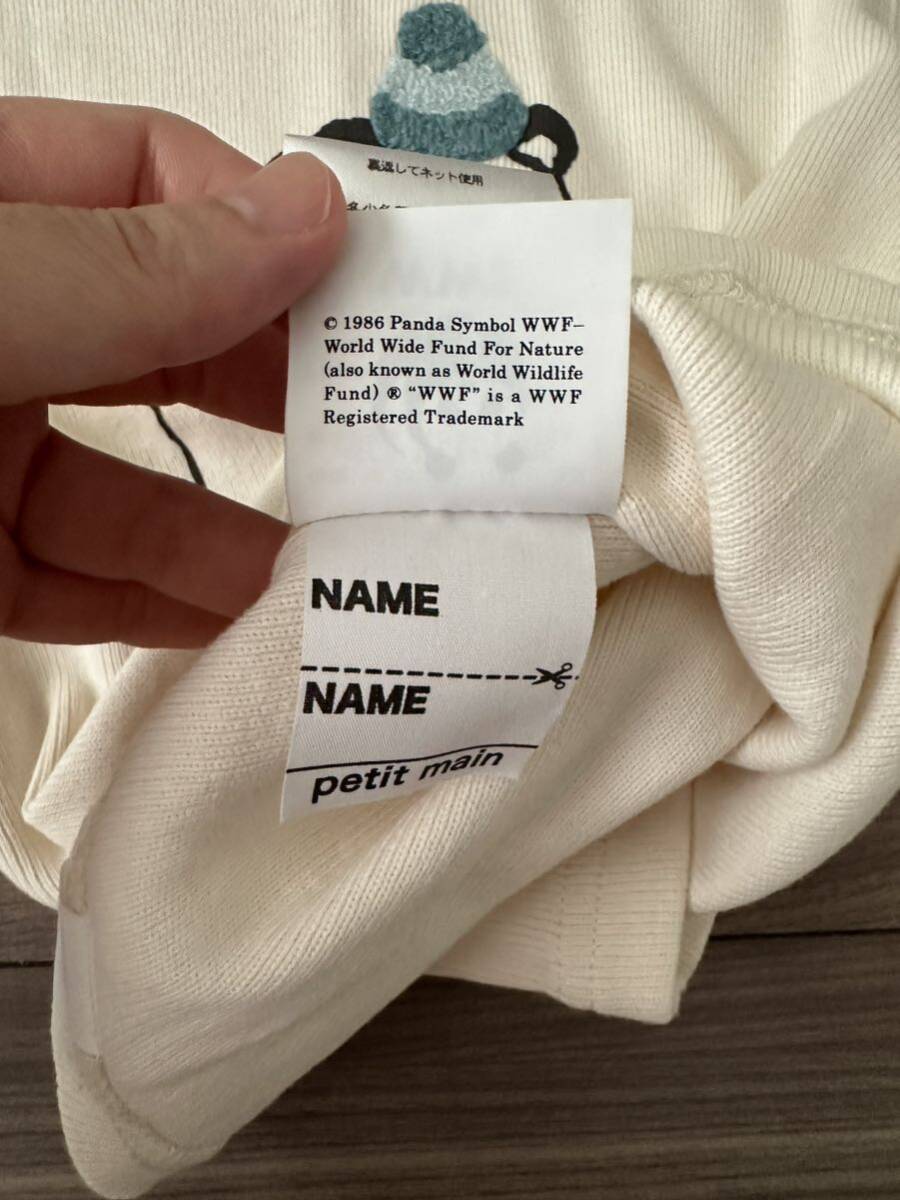 裏返してネット使用
© 1986 Panda Symbol WWF–
World Wide Fund For Nature
(also known as World Wildlife
Fund) ® “WWF” is a WWF
Registered Trademark
NAME
NAME
petit main